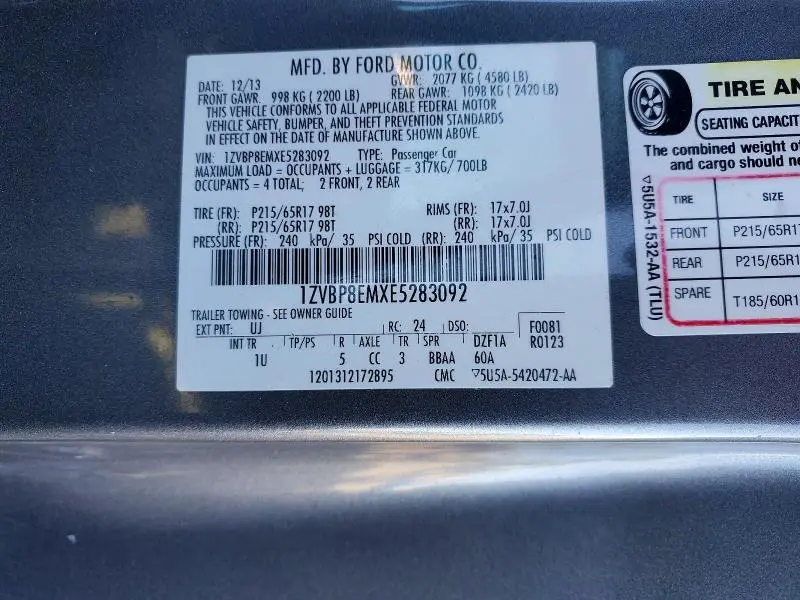 MFD. BY FORD MOTOR CO.
DATE: 12/13 GVWR: 2077 KG ( 4580 LB)
FRONT GAWR: 998 KG ( 2200 LB) REAR GAWR: 1098 KG ( 2420 LB)
THIS VEHICLE CONFORMS TO ALL APPLICABLE FEDERAL MOTOR
VEHICLE SAFETY, BUMPER, AND THEFT PREVENTION STANDARDS
IN EFFECT ON THE DATE OF MANUFACTURE SHOWN ABOVE.
VIN: 1ZVBP8EMXE5283092 TYPE: Passenger Car
MAXIMUM LOAD = OCCUPANTS + LUGGAGE = 317KG/ 700LB
OCCUPANTS = 4 TOTAL; 2 FRONT, 2 REAR
TIRE (FR): P215/65R17 98T RIMS (FR): 17x7.0J
(RR): P215/65R17 98T (RR): 17x7.0J
PRESSURE (FR): 240 kPa/ 35 PSI COLD (RR): 240 kPa/ 35 PSI COLD
1ZVBP8EMXE5283092
TRAILER TOWING - SEE OWNER GUIDE
EXT PNT: UJ RC: 24 DSO: F0081
INT TR TP/PS R AXLE TR SPR DZF1A R0123
1U 5 CC 3 BBAA 60A
1201312172895 CMC ▽5U5A-5420472-AA
TIRE AN
SEATING CAPACIT
The combined weight of
and cargo should ne
TIRE SIZE
FRONT P215/65R17
REAR P215/65R1
SPARE T185/60R1
▽5U5A-1532-AA (TLU)